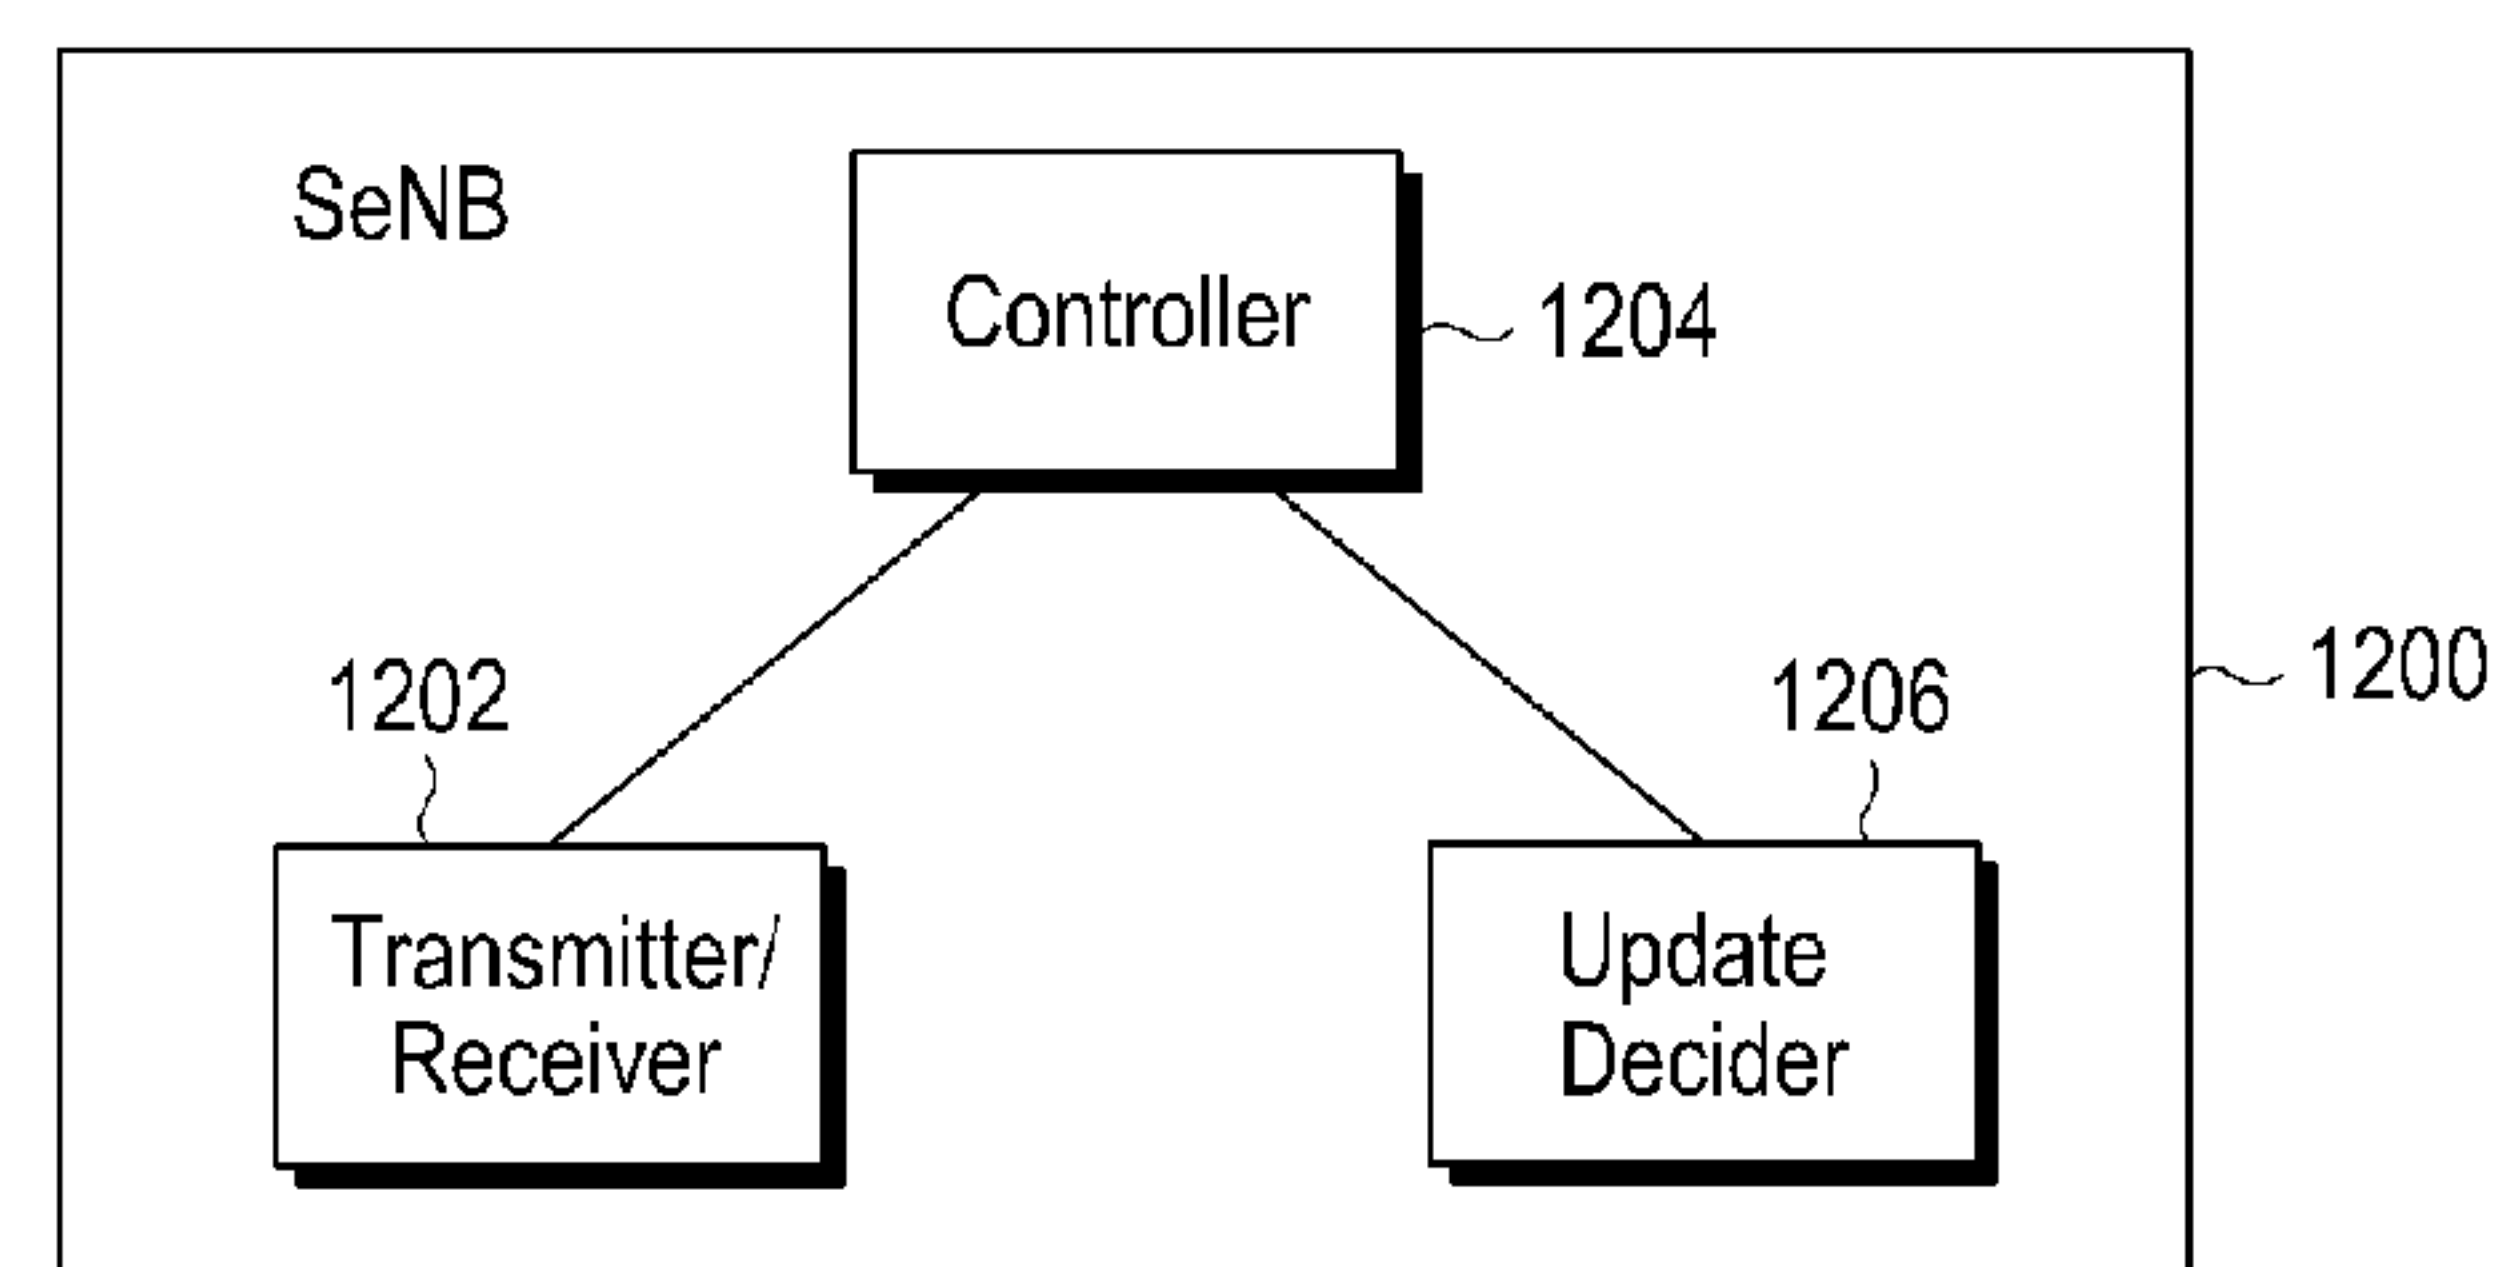 SeNB
Controller
1204
1202
1206
1200
Transmitter/
Receiver
Update
Decider